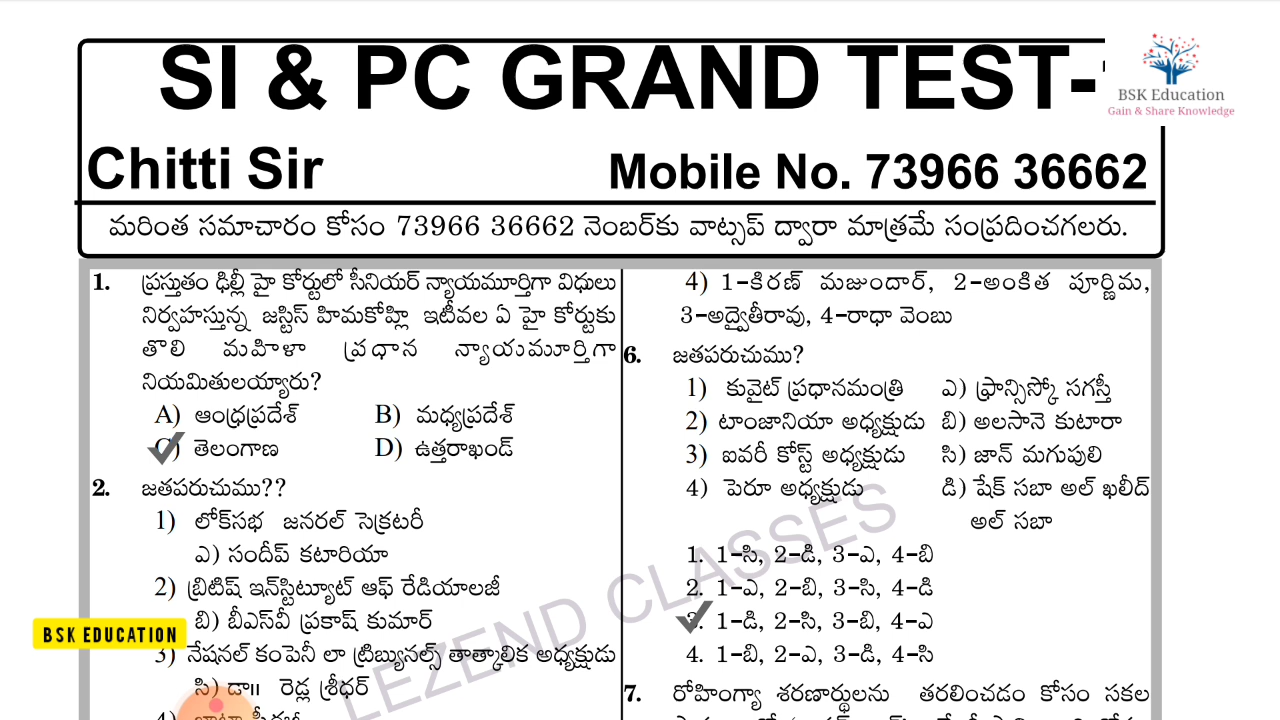 SI & PC GRAND TEST-
BSK Education
Gain & Share Knowledge
Chitti Sir Mobile No. 73966 36662
మరింత సమాచారం కోసం 73966 36662 నెంబర్‌కు వాట్సప్ ద్వారా మాత్రమే సంప్రదించగలరు.
1. ప్రస్తుతం ఢిల్లీ హై కోర్టులో సీనియర్ న్యాయమూర్తిగా విధులు
నిర్వహస్తున్న జస్టిస్ హిమకోహ్లి ఇటీవల ఏ హై కోర్టుకు
తొలి మహిళా ప్రధాన న్యాయమూర్తిగా
నియమితులయ్యారు?
A) ఆంధ్రప్రదేశ్ B) మధ్యప్రదేశ్
C) తెలంగాణ D) ఉత్తరాఖండ్
2. జతపరుచుము??
1) లోక్‌సభ జనరల్ సెక్రటరీ
ఎ) సందీప్ కటారియా
2) బ్రిటిష్ ఇన్‌స్టిట్యూట్ ఆఫ్ రేడియాలజీ
బి) బీఎస్‌వీ ప్రకాష్ కుమార్
BSK EDUCATION
3) నేషనల్ కంపెనీ లా ట్రిబ్యునల్స్ తాత్కాలిక అధ్యక్షుడు
సి) డా॥ రెడ్ల శ్రీధర్
4) 1-కిరణ్ మజుందార్, 2-అంకిత పూర్ణిమ,
3-అద్వైతీరావు, 4-రాధా వెంబు
6. జతపరుచుము?
1) కువైట్ ప్రధానమంత్రి ఎ) ఫ్రాన్సిస్కో సగస్తీ
2) టాంజానియా అధ్యక్షుడు బి) అలసానె కుటారా
3) ఐవరీ కోస్ట్ అధ్యక్షుడు సి) జాన్ మగుపులి
4) పెరూ అధ్యక్షుడు డి) షేక్ సబా అల్ ఖలీద్
అల్ సబా
1. 1-సి, 2-డి, 3-ఎ, 4-బి
2. 1-ఎ, 2-బి, 3-సి, 4-డి
3. 1-డి, 2-సి, 3-బి, 4-ఎ
4. 1-బి, 2-ఎ, 3-డి, 4-సి
7. రోహింగ్యా శరణార్థులను తరలించడం కోసం సకల
LEZEND CLASSES